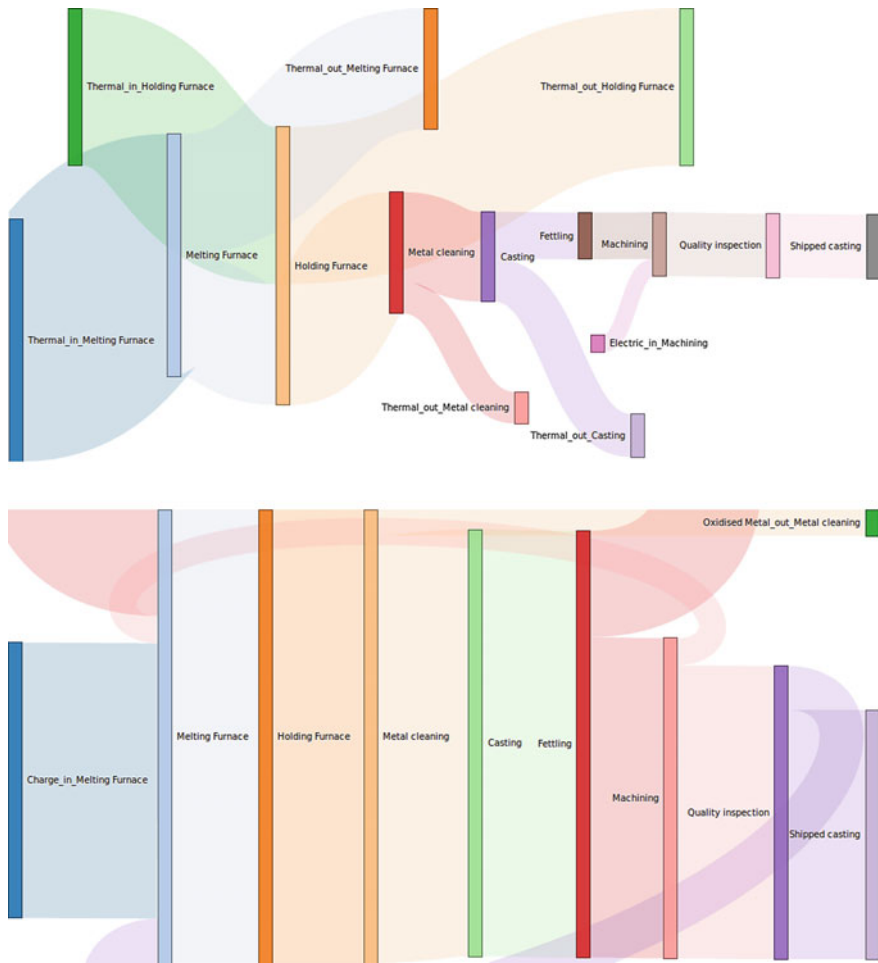 Thermal_in_Holding Furnace
Thermal_out_Melting Furnace
Thermal_out_Holding Furnace
Fettling
Machining
Quality inspection
Shipped casting
Metal cleaning
Casting
Melting Furnace
Holding Furnace
Thermal_in_Melting Furnace
Electric_in_Machining
Thermal_out_Metal cleaning
Thermal_out_Casting
Oxidised Metal_out_Metal cleaning
Melting Furnace
Holding Furnace
Metal cleaning
Casting
Fettling
Charge_in_Melting Furnace
Machining
Quality inspection
Shipped casting